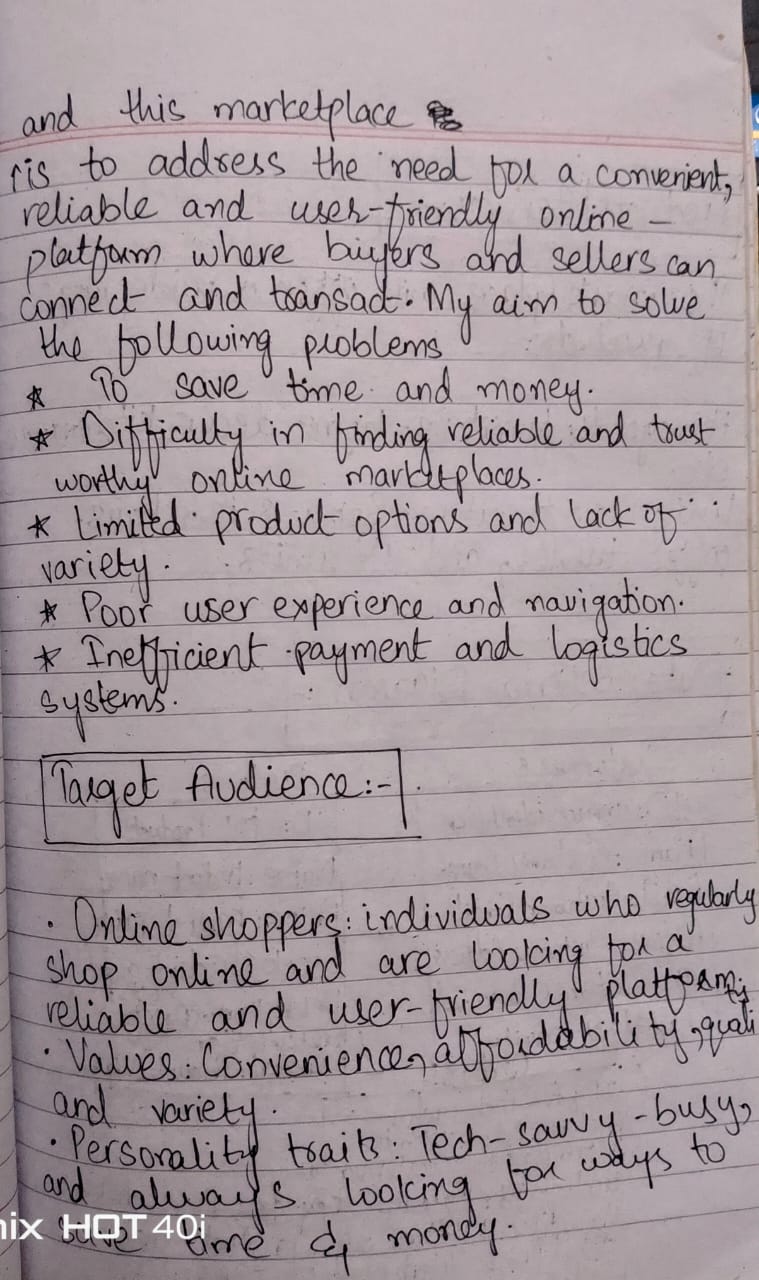 and this marketplace
is to address the need for a convenient,
reliable and user-friendly online -
platform where buyers and sellers can
connect and transact. My aim to solve
the following problems
* To save time and money.
* Difficulty in finding reliable and trust
worthy online marketplaces.
* Limited product options and lack of
variety.
* Poor user experience and navigation.
* Inefficient payment and logistics
systems.
Target Audience:-
· Online shoppers: individuals who regularly
shop online and are looking for a
reliable and user-friendly platform,
· Values: Convenience, affordability, quali
and variety.
· Personality traits: Tech-savvy -busy,
and always looking for ways to
save time & money.
nix HOT 40i